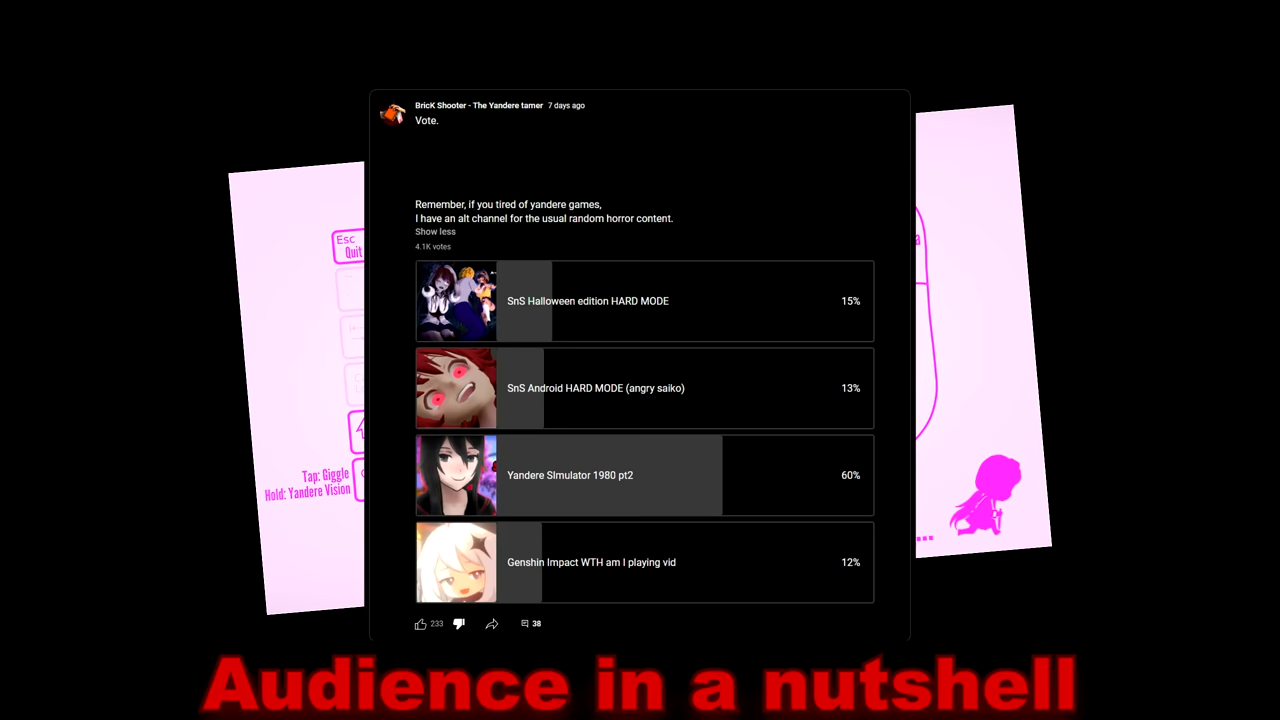 BricK Shooter - The Yandere tamer 7 days ago
Vote.
Remember, if you tired of yandere games,
I have an alt channel for the usual random horror content.
Show less
4.1K votes
SnS Halloween edition HARD MODE 15%
SnS Android HARD MODE (angry saiko) 13%
Yandere SImulator 1980 pt2 60%
Genshin Impact WTH am I playing vid 12%
233 38
Esc
Quit
Tap: Giggle
Hold: Yandere Vision
Audience in a nutshell